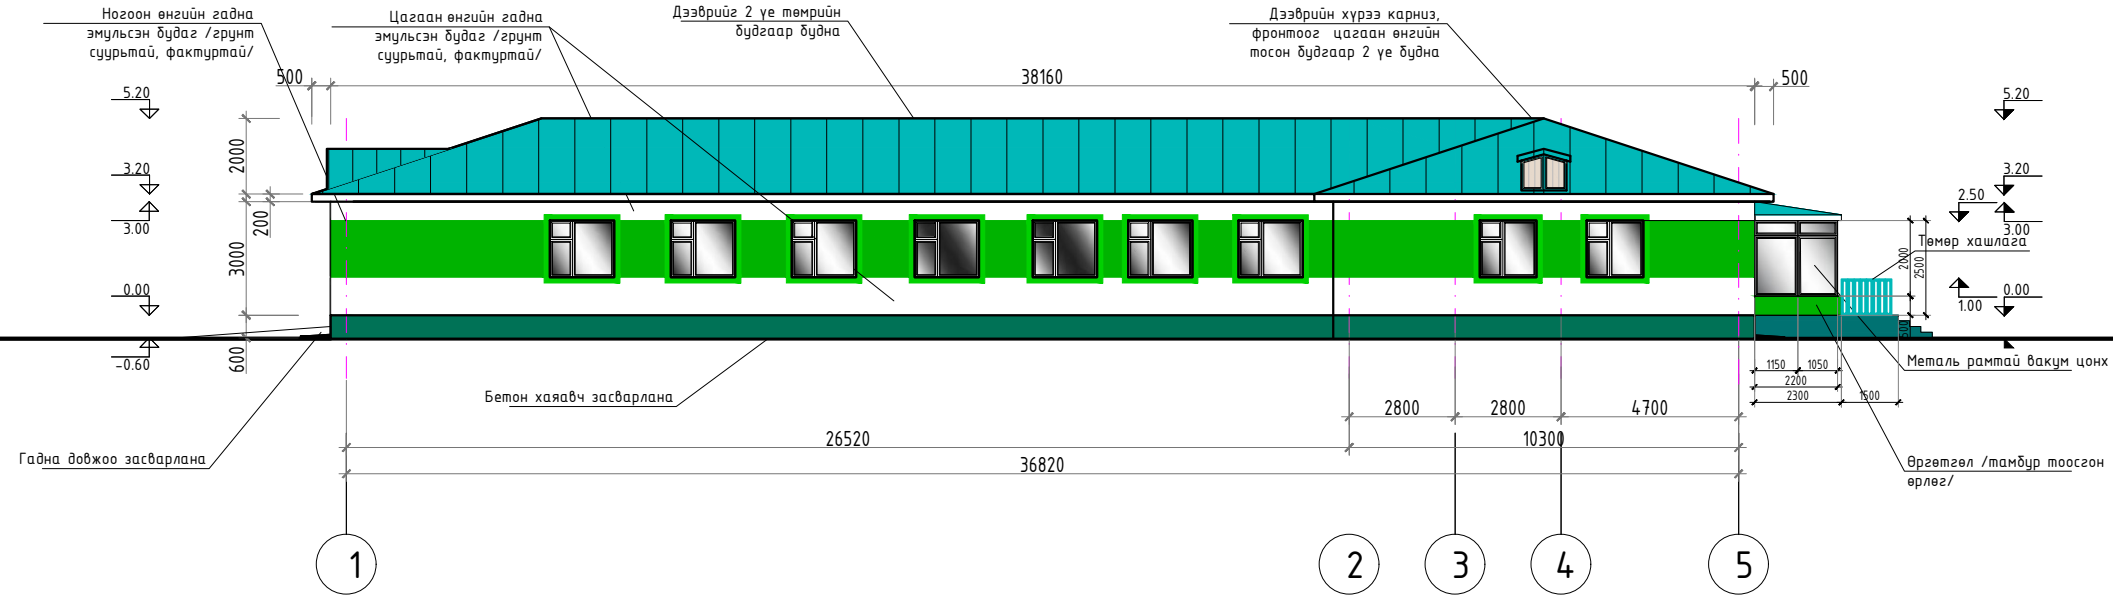 Ногоон өнгийн гадна
эмульсэн будаг /грунт
суурьтай, фактуртай/
Цагаан өнгийн гадна
эмульсэн будаг /грунт
суурьтай, фактуртай/
Дээврийг 2 үе төмрийн
будгаар будна
Дээврийн хүрээ карниз,
фронтоог цагаан өнгийн
тосон будгаар 2 үе будна
500
38160
500
5.20
3.20
3.00
0.00
-0.60
2000
200
3000
600
5.20
3.20
2.50
3.00
Төмөр хашлага
2000
2500
0.00
1.00
500
Металь рамтай вакум цонх
1150
1050
2200
2300
1500
Бетон хаяавч засварлана
2800
2800
4700
26520
10300
36820
Гадна довжоо засварлана
Өргөтгөл /тамбур тоосгон
өрлөг/
1
2
3
4
5